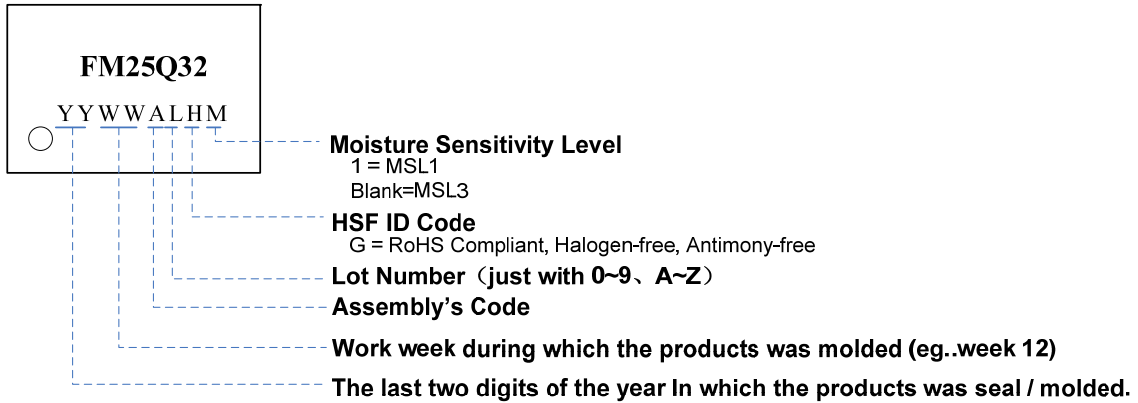 FM25Q32
YYWWALHM
Moisture Sensitivity Level
1 = MSL1
Blank=MSL3
HSF ID Code
G = RoHS Compliant, Halogen-free, Antimony-free
Lot Number（just with 0~9、A~Z）
Assembly's Code
Work week during which the products was molded (eg..week 12)
The last two digits of the year In which the products was seal / molded.